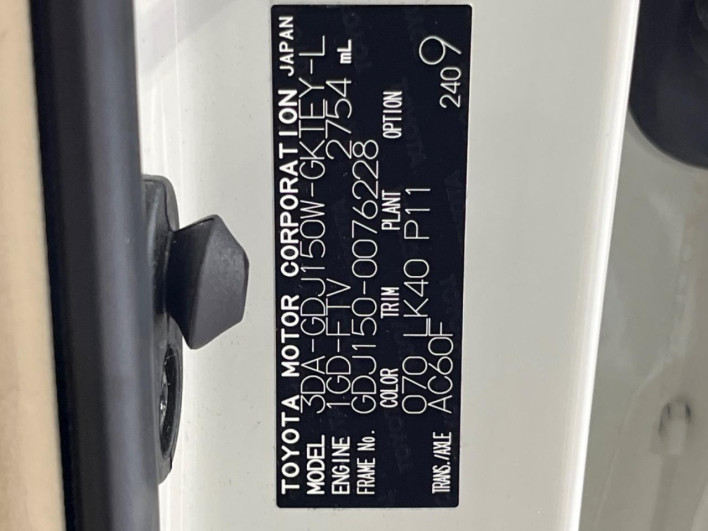 TOYOTA MOTOR CORPORATION JAPAN
MODEL 3DA-GDJ150W-GKTEY-L
ENGINE 1GD-FTV 2754 mL
FRAME No. GDJ150-0076228
COLOR TRIM PLANT OPTION
070 LK40 P11
TRANS./AXLE AC60F 2409